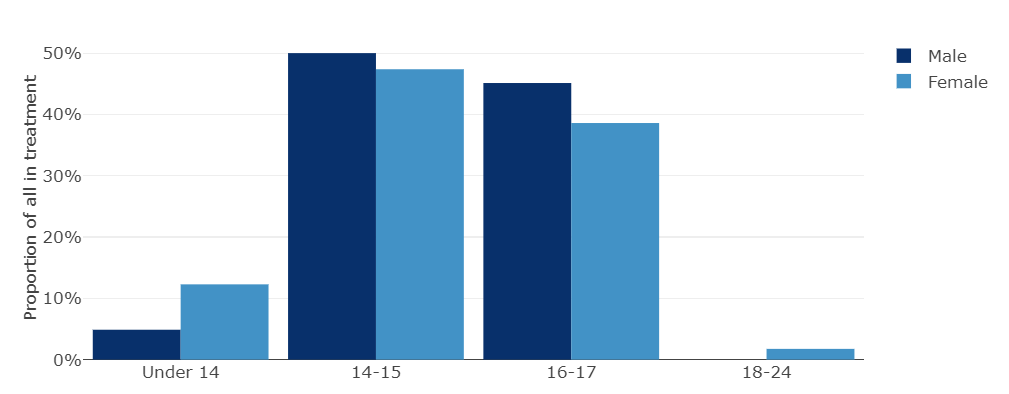 Proportion of all in treatment
50%
40%
30%
20%
10%
0%
Under 14
14-15
16-17
18-24
Male
Female